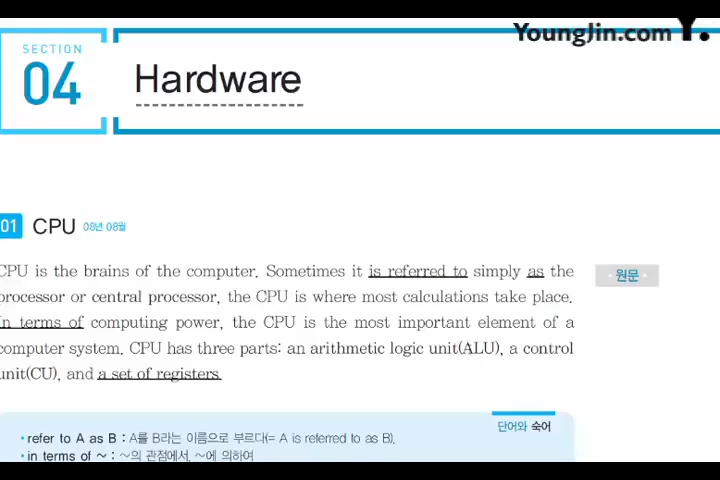 YoungJin.com Y.
SECTION
04
Hardware
01 CPU 08년 08월
CPU is the brains of the computer. Sometimes it is referred to simply as the
processor or central processor, the CPU is where most calculations take place.
In terms of computing power, the CPU is the most important element of a
computer system. CPU has three parts: an arithmetic logic unit(ALU), a control
unit(CU), and a set of registers.
원문
단어와 숙어
• refer to A as B : A를 B라는 이름으로 부르다(= A is referred to as B).
• in terms of ~ : ~의 관점에서, ~에 의하여